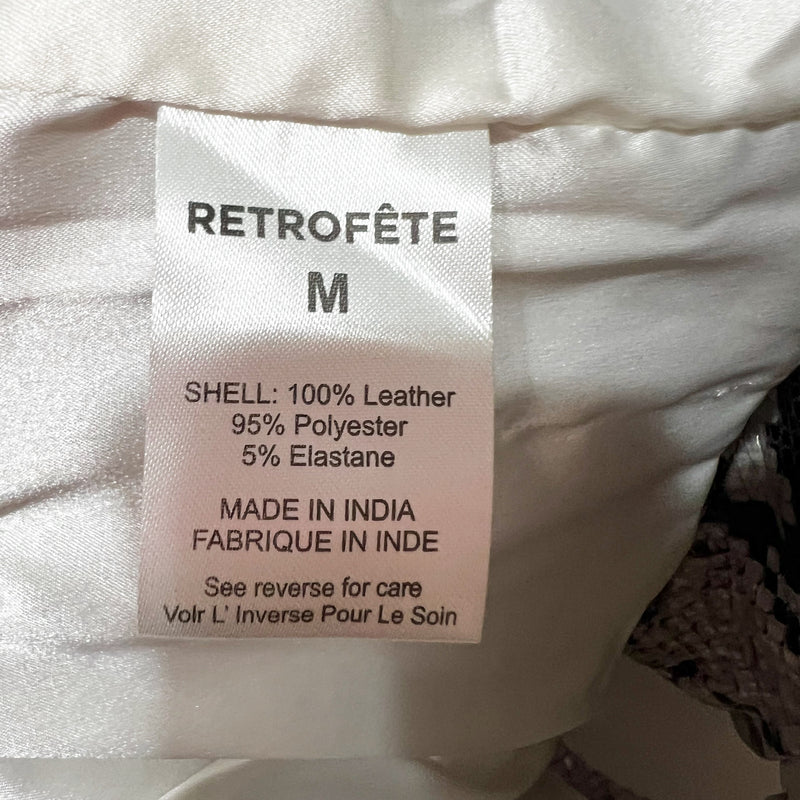 RETROFÊTE
M
SHELL: 100% Leather
95% Polyester
5% Elastane
MADE IN INDIA
FABRIQUE IN INDE
See reverse for care
Voir L' Inverse Pour Le Soin